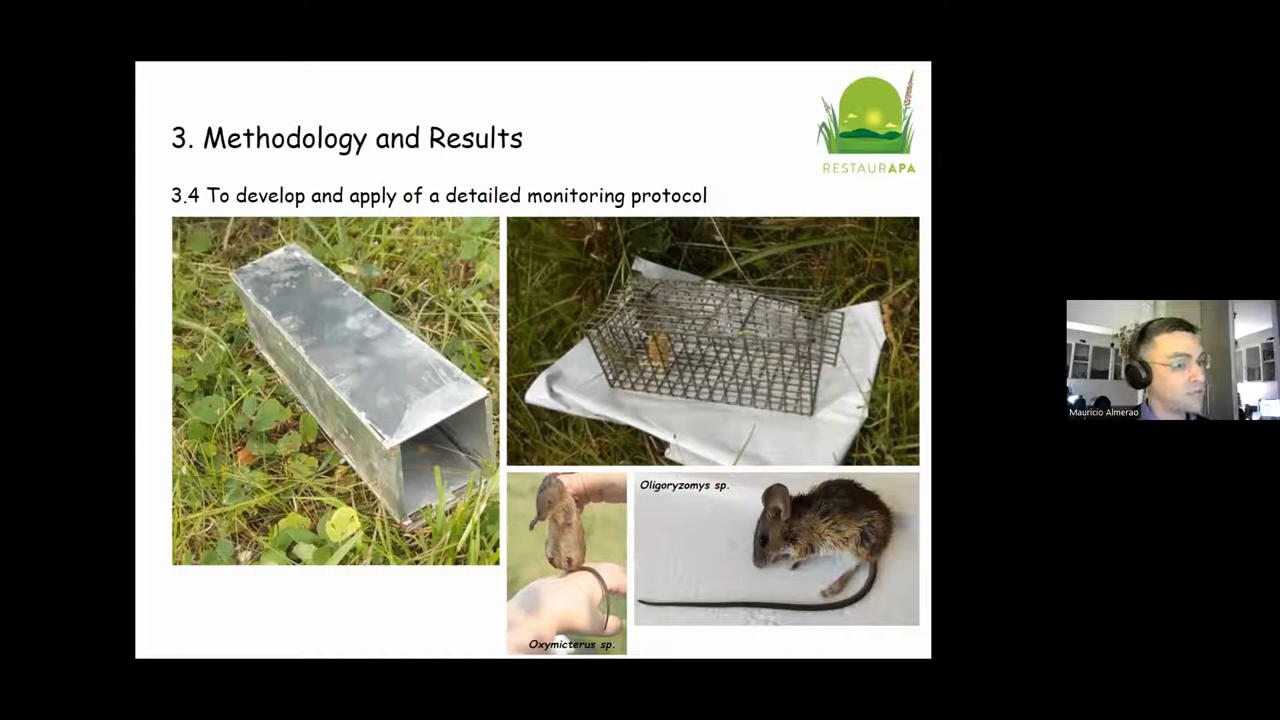 3. Methodology and Results
RESTAURAPA
3.4 To develop and apply of a detailed monitoring protocol
Oligoryzomys sp.
Oxymicterus sp.
Mauricio Almerao